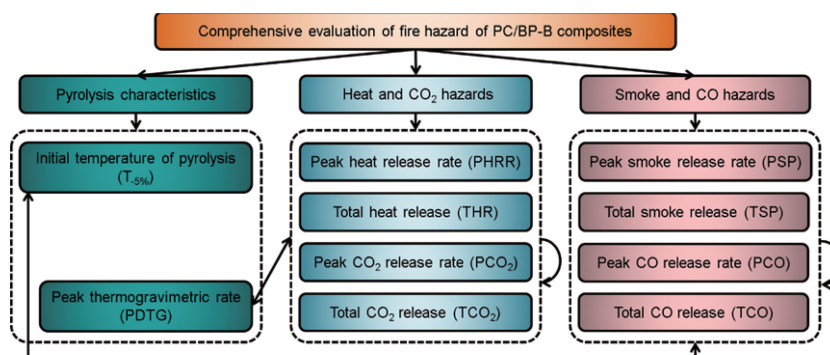 Comprehensive evaluation of fire hazard of PC/BP-B composites
Pyrolysis characteristics
Heat and CO₂ hazards
Smoke and CO hazards
Initial temperature of pyrolysis
(T₋₅%)
Peak thermogravimetric rate
(PDTG)
Peak heat release rate (PHRR)
Total heat release (THR)
Peak CO₂ release rate (PCO₂)
Total CO₂ release (TCO₂)
Peak smoke release rate (PSP)
Total smoke release (TSP)
Peak CO release rate (PCO)
Total CO release (TCO)